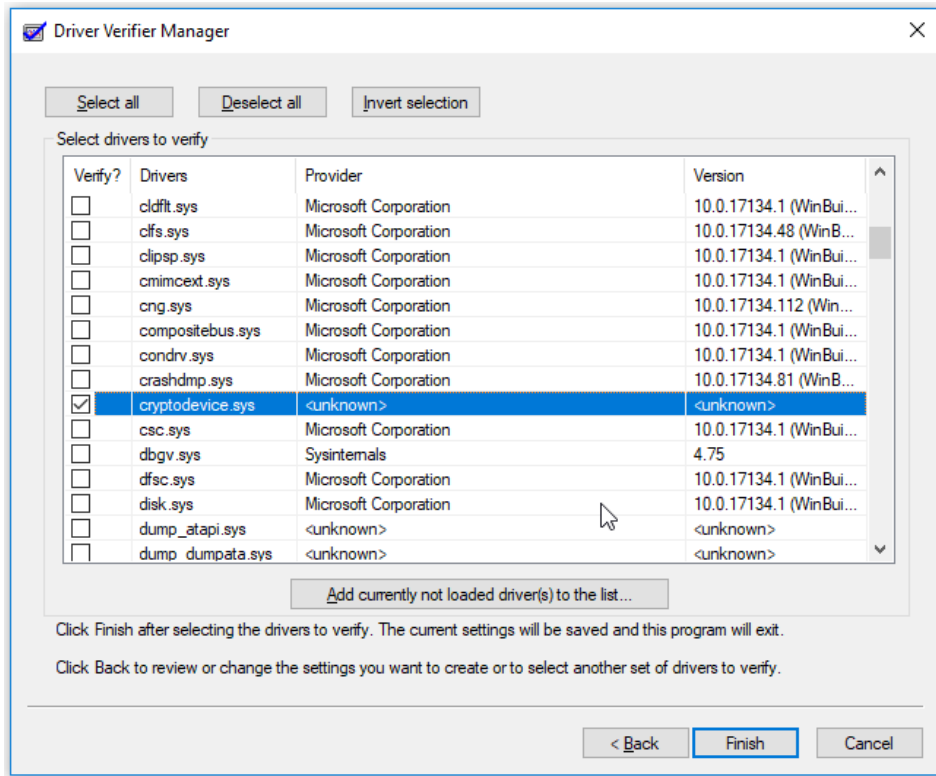 Driver Verifier Manager
Select all Deselect all Invert selection
Select drivers to verify
Verify? Drivers Provider Version
cldflt.sys Microsoft Corporation 10.0.17134.1 (WinBui...
clfs.sys Microsoft Corporation 10.0.17134.48 (WinB...
clipsp.sys Microsoft Corporation 10.0.17134.1 (WinBui...
cmimcext.sys Microsoft Corporation 10.0.17134.1 (WinBui...
cng.sys Microsoft Corporation 10.0.17134.112 (Win...
compositebus.sys Microsoft Corporation 10.0.17134.1 (WinBui...
condrv.sys Microsoft Corporation 10.0.17134.1 (WinBui...
crashdmp.sys Microsoft Corporation 10.0.17134.81 (WinB...
cryptodevice.sys <unknown> <unknown>
csc.sys Microsoft Corporation 10.0.17134.1 (WinBui...
dbgv.sys Sysinternals 4.75
dfsc.sys Microsoft Corporation 10.0.17134.1 (WinBui...
disk.sys Microsoft Corporation 10.0.17134.1 (WinBui...
dump_atapi.sys <unknown> <unknown>
dump_dumpata.sys <unknown> <unknown>
Add currently not loaded driver(s) to the list...
Click Finish after selecting the drivers to verify. The current settings will be saved and this program will exit.
Click Back to review or change the settings you want to create or to select another set of drivers to verify.
< Back Finish Cancel